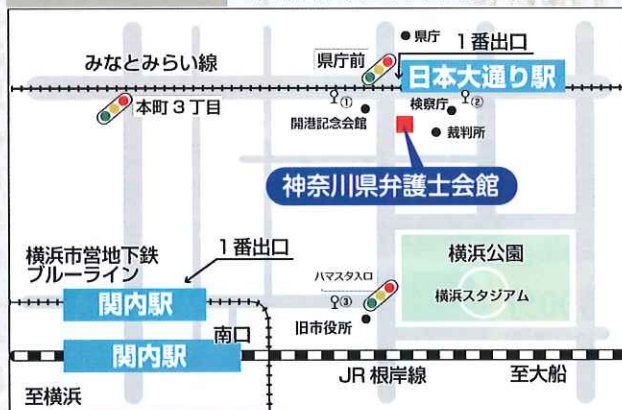 県庁
1番出口
みなとみらい線
県庁前
日本大通り駅
①
検察庁
②
本町3丁目
開港記念会館
裁判所
神奈川県弁護士会館
横浜市営地下鉄
ブルーライン
1番出口
横浜公園
ハマスタ入口
横浜スタジアム
関内駅
③
旧市役所
南口
関内駅
JR根岸線
至大船
至横浜